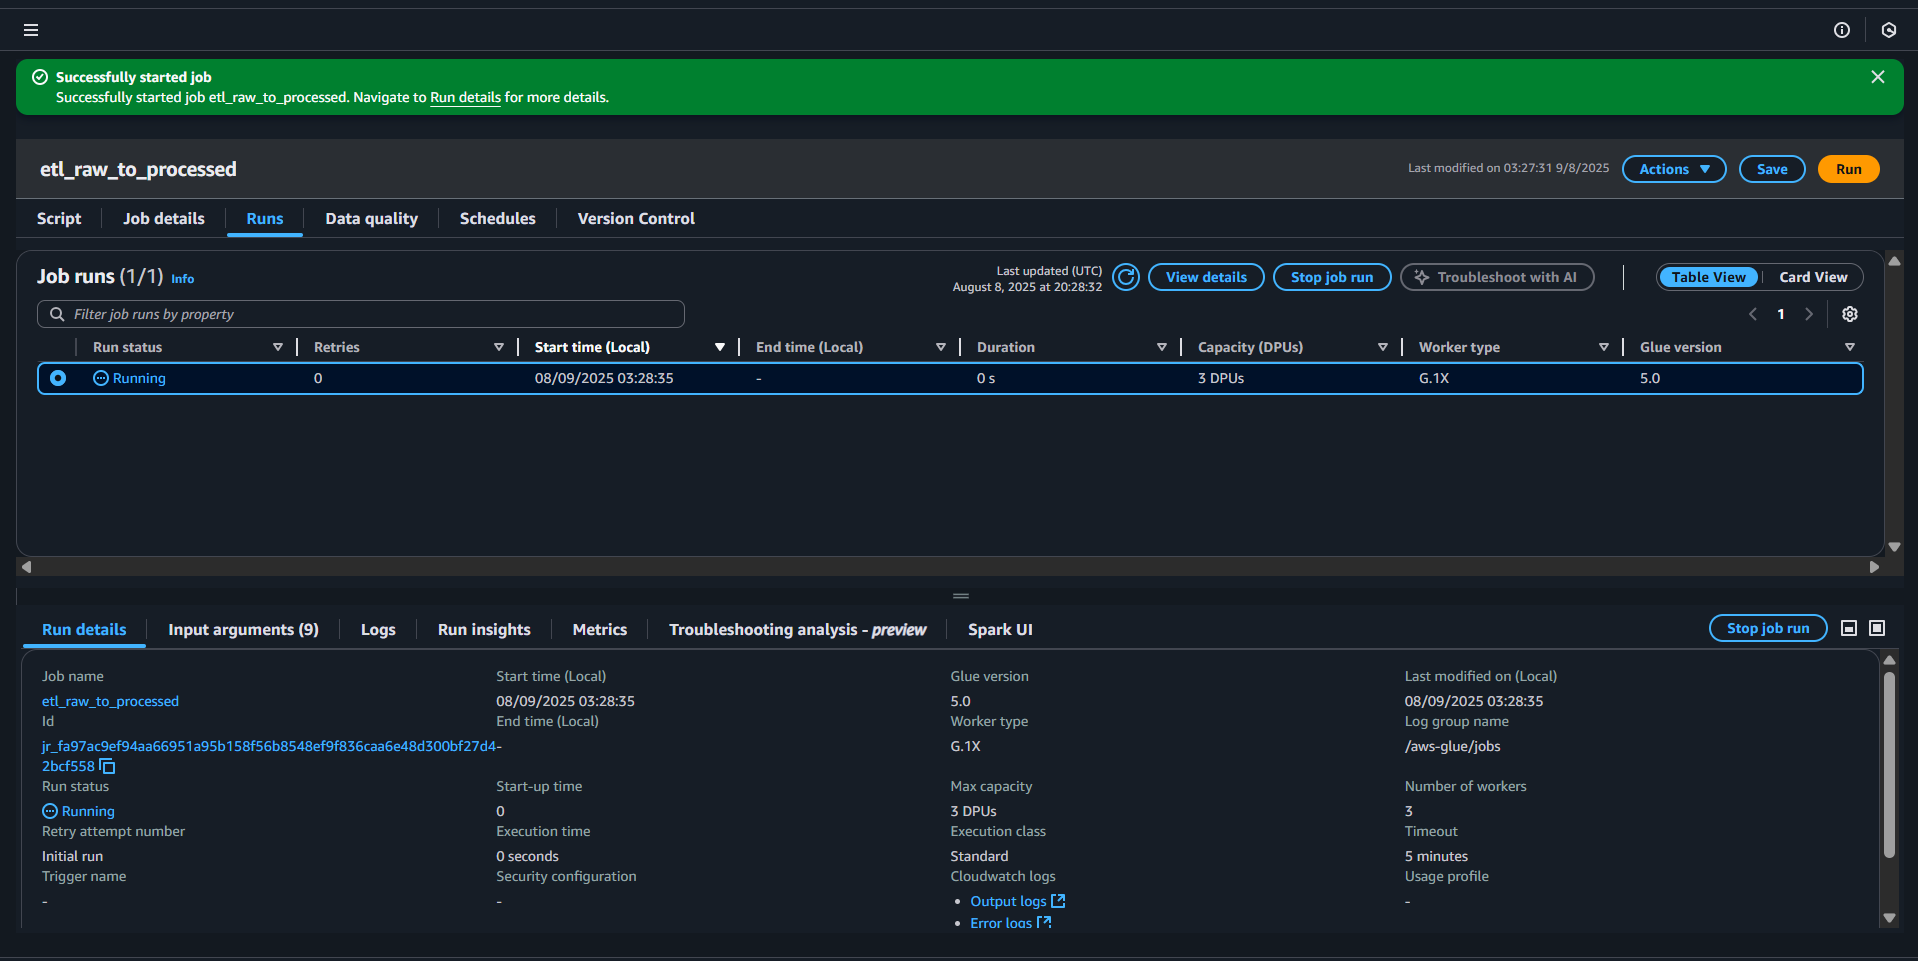 Successfully started job
Successfully started job etl_raw_to_processed. Navigate to Run details for more details.
etl_raw_to_processed
Last modified on 03:27:31 9/8/2025
Actions
Save
Run
Script
Job details
Runs
Data quality
Schedules
Version Control
Job runs (1/1) Info
Last updated (UTC)
August 8, 2025 at 20:28:32
View details
Stop job run
Troubleshoot with AI
Table View
Card View
Filter job runs by property
1
Run status Retries Start time (Local) End time (Local) Duration Capacity (DPUs) Worker type Glue version
Running 0 08/09/2025 03:28:35 - 0 s 3 DPUs G.1X 5.0
Run details
Input arguments (9)
Logs
Run insights
Metrics
Troubleshooting analysis - preview
Spark UI
Stop job run
Job name Start time (Local) Glue version Last modified on (Local)
etl_raw_to_processed 08/09/2025 03:28:35 5.0 08/09/2025 03:28:35
Id End time (Local) Worker type Log group name
jr_fa97ac9ef94aa66951a95b158f56b8548ef9f836caa6e48d300bf27d4 - G.1X /aws-glue/jobs
2bcf558
Run status Start-up time Max capacity Number of workers
Running 0 3 DPUs 3
Retry attempt number Execution time Execution class Timeout
Initial run 0 seconds Standard 5 minutes
Trigger name Security configuration Cloudwatch logs Usage profile
- - • Output logs -
• Error logs